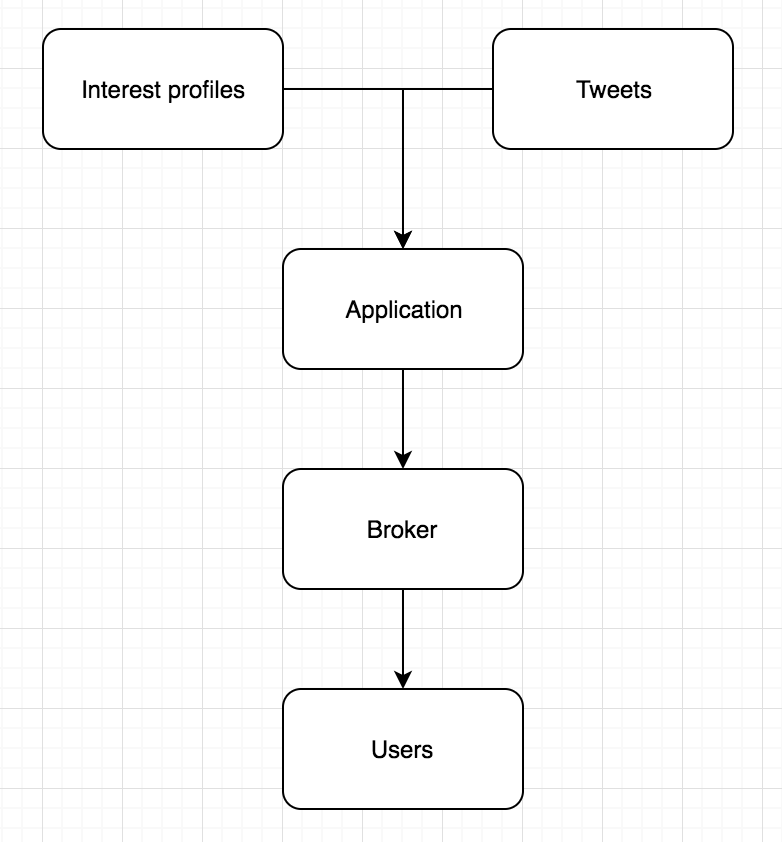 Interest profiles
Tweets
Application
Broker
Users